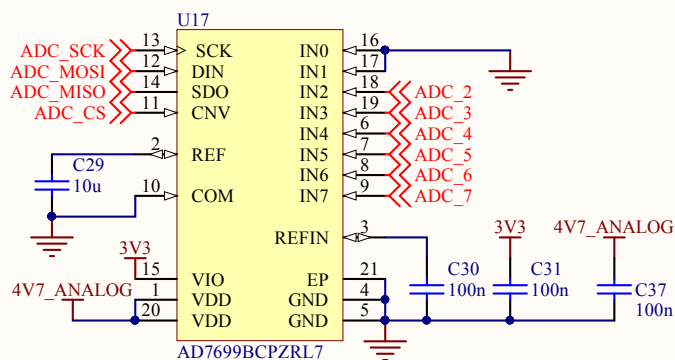 U17
ADC_SCK 13 SCK IN0 16
ADC_MOSI 12 DIN IN1 17
ADC_MISO 14 SDO IN2 18 ADC_2
ADC_CS 11 CNV IN3 19 ADC_3
IN4 6 ADC_4
2 REF IN5 7 ADC_5
C29
10u
IN6 8 ADC_6
10 COM IN7 9 ADC_7
REFIN 3
3V3 3V3 4V7_ANALOG
15 VIO EP 21 C30 C31
4V7_ANALOG 1 VDD GND 4 100n 100n C37
20 VDD GND 5 100n
AD7699BCPZRL7